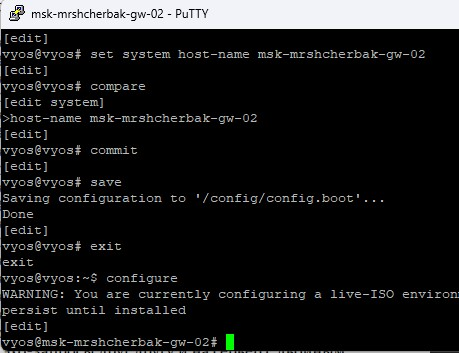 msk-mrshcherbak-gw-02 - PuTTY
[edit]
vyos@vyos# set system host-name msk-mrshcherbak-gw-02
[edit]
vyos@vyos# compare
[edit system]
>host-name msk-mrshcherbak-gw-02
[edit]
vyos@vyos# commit
[edit]
vyos@vyos# save
Saving configuration to '/config/config.boot'...
Done
[edit]
vyos@vyos# exit
exit
vyos@vyos:~$ configure
WARNING: You are currently configuring a live-ISO environ
persist until installed
[edit]
vyos@msk-mrshcherbak-gw-02#